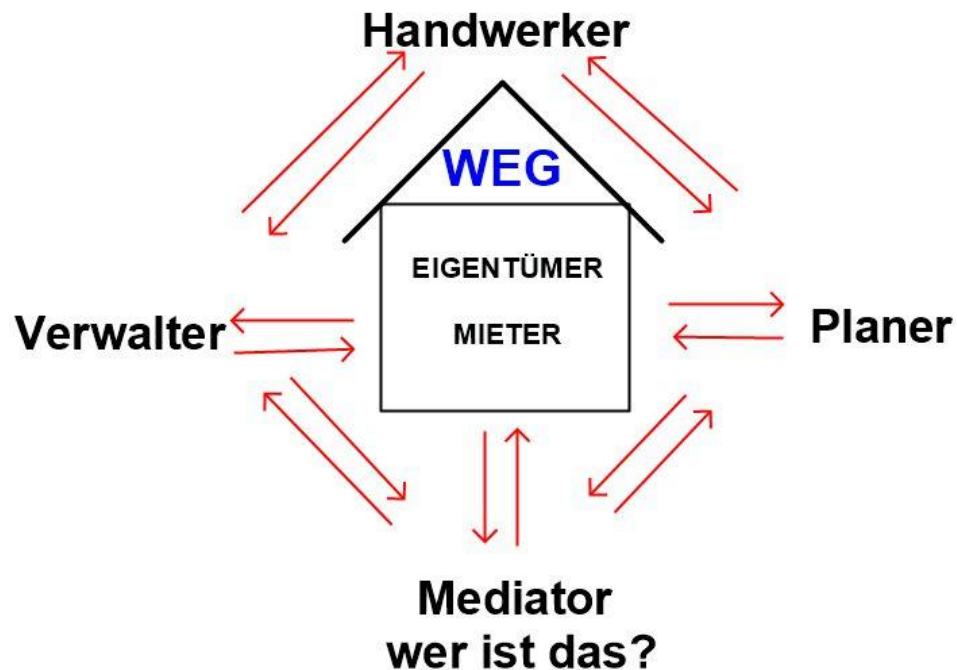 Handwerker
WEG
EIGENTÜMER
MIETER
Verwalter
Planer
Mediator
wer ist das?